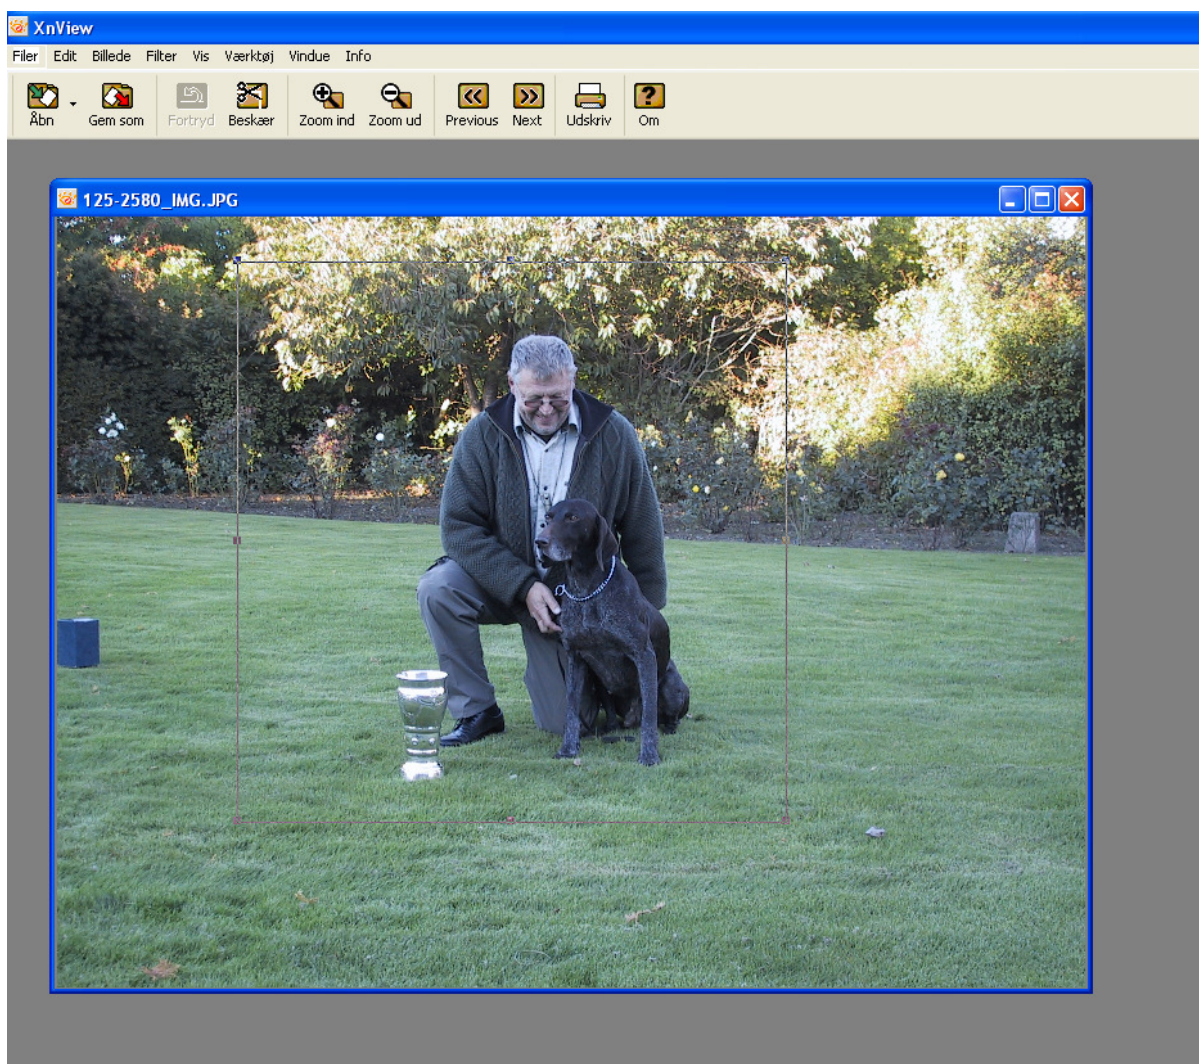 XnView
Filer Edit Billede Filter Vis Værktøj Vindue Info
Åbn Gem som Fortryd Beskær Zoom ind Zoom ud Previous Next Udskriv Om
125-2580_IMG.JPG